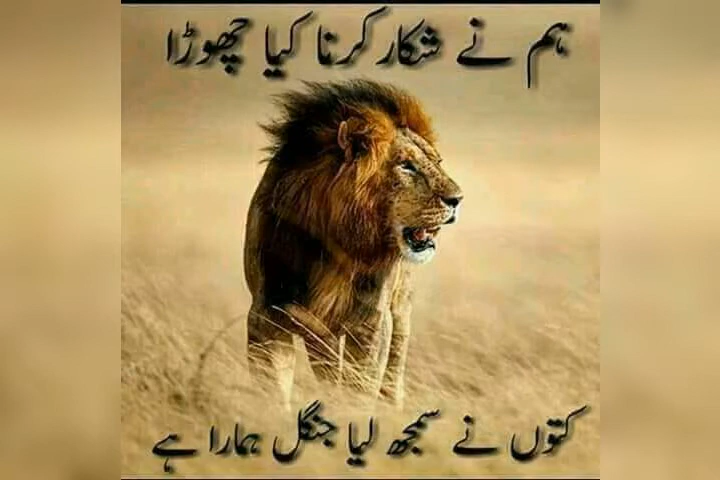 ہم نے شکار کرنا کیا چھوڑا
کتوں نے سمجھ لیا جنگل ہمارا ہے